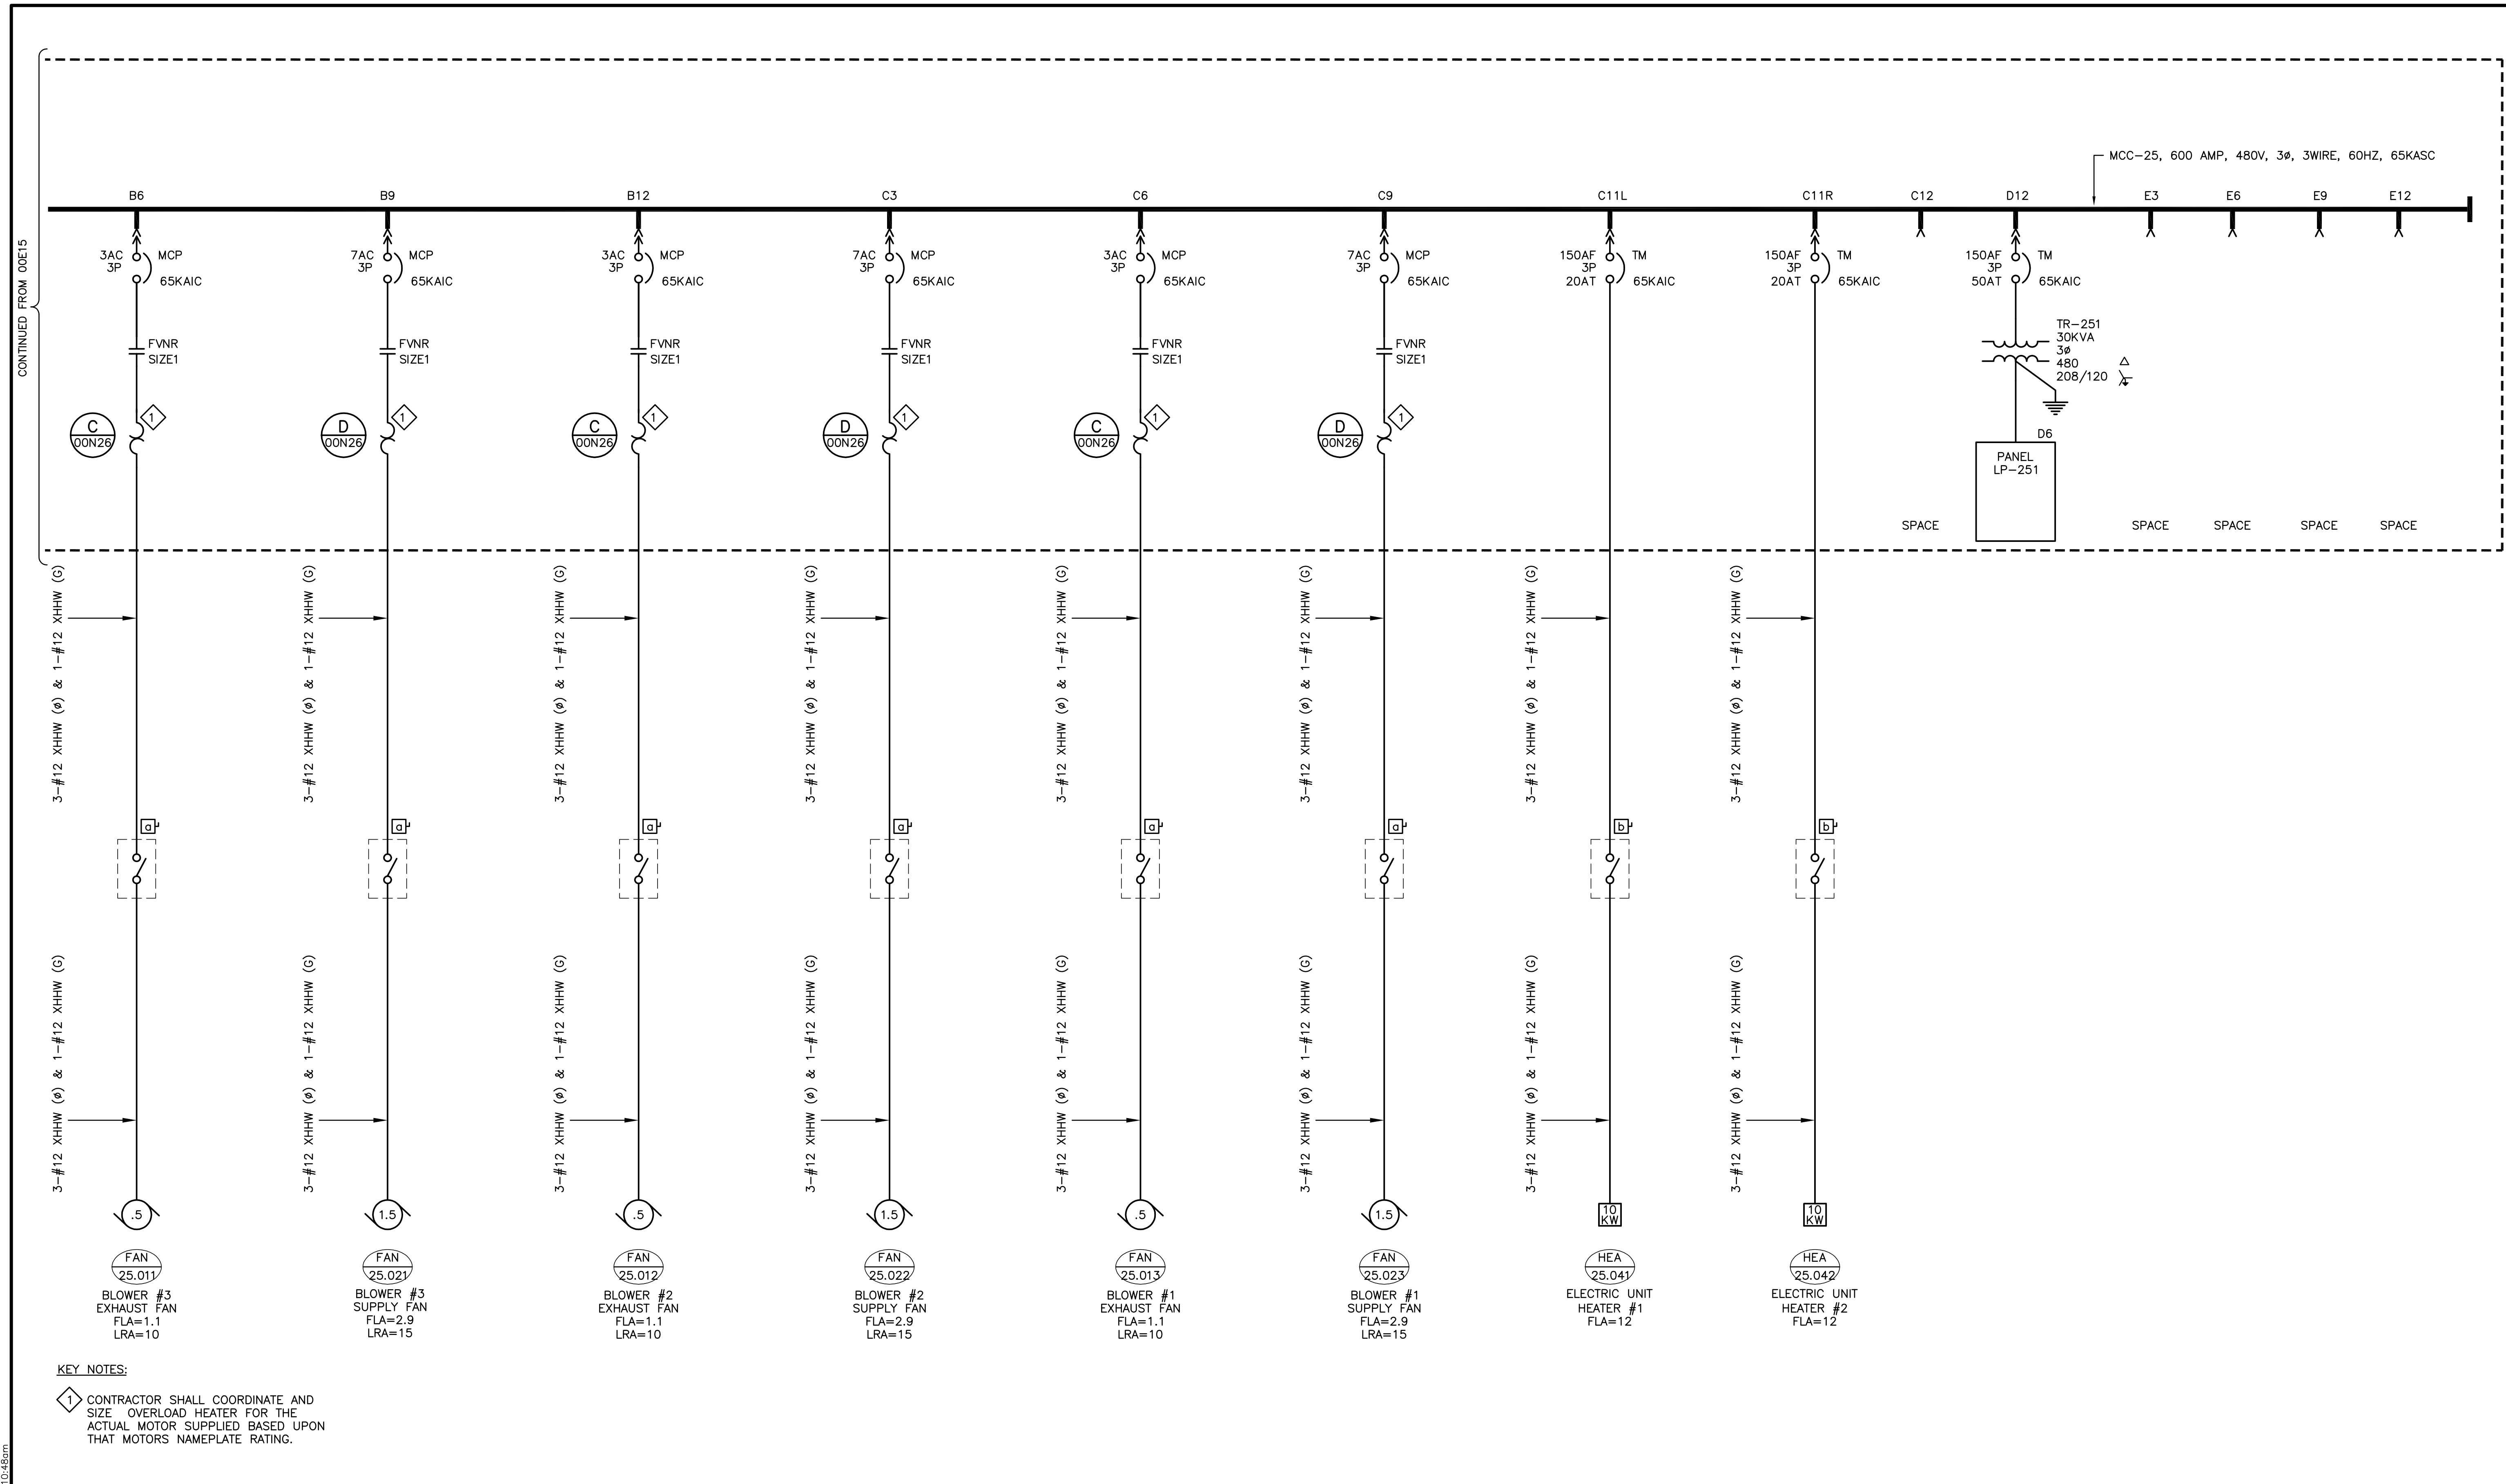 MCC-25, 600 AMP, 480V, 3ø, 3WIRE, 60HZ, 65KASC
CONTINUED FROM 00E15
B6
3AC
3P
MCP
65KAIC
FVNR
SIZE1
1
C
00N26
3-#12 XHHW (ø) & 1-#12 XHHW (G)
a
3-#12 XHHW (ø) & 1-#12 XHHW (G)
.5
FAN
25.011
BLOWER #3
EXHAUST FAN
FLA=1.1
LRA=10
B9
7AC
3P
MCP
65KAIC
FVNR
SIZE1
1
D
00N26
3-#12 XHHW (ø) & 1-#12 XHHW (G)
a
3-#12 XHHW (ø) & 1-#12 XHHW (G)
1.5
FAN
25.021
BLOWER #3
SUPPLY FAN
FLA=2.9
LRA=15
B12
3AC
3P
MCP
65KAIC
FVNR
SIZE1
1
C
00N26
3-#12 XHHW (ø) & 1-#12 XHHW (G)
a
3-#12 XHHW (ø) & 1-#12 XHHW (G)
.5
FAN
25.012
BLOWER #2
EXHAUST FAN
FLA=1.1
LRA=10
C3
7AC
3P
MCP
65KAIC
FVNR
SIZE1
1
D
00N26
3-#12 XHHW (ø) & 1-#12 XHHW (G)
a
3-#12 XHHW (ø) & 1-#12 XHHW (G)
1.5
FAN
25.022
BLOWER #2
SUPPLY FAN
FLA=2.9
LRA=15
C6
3AC
3P
MCP
65KAIC
FVNR
SIZE1
1
C
00N26
3-#12 XHHW (ø) & 1-#12 XHHW (G)
a
3-#12 XHHW (ø) & 1-#12 XHHW (G)
.5
FAN
25.013
BLOWER #1
EXHAUST FAN
FLA=1.1
LRA=10
C9
7AC
3P
MCP
65KAIC
FVNR
SIZE1
1
D
00N26
3-#12 XHHW (ø) & 1-#12 XHHW (G)
a
3-#12 XHHW (ø) & 1-#12 XHHW (G)
1.5
FAN
25.023
BLOWER #1
SUPPLY FAN
FLA=2.9
LRA=15
C11L
150AF
3P
20AT
TM
65KAIC
3-#12 XHHW (ø) & 1-#12 XHHW (G)
b
3-#12 XHHW (ø) & 1-#12 XHHW (G)
10
KW
HEA
25.041
ELECTRIC UNIT
HEATER #1
FLA=12
C11R
150AF
3P
20AT
TM
65KAIC
3-#12 XHHW (ø) & 1-#12 XHHW (G)
b
3-#12 XHHW (ø) & 1-#12 XHHW (G)
10
KW
HEA
25.042
ELECTRIC UNIT
HEATER #2
FLA=12
C12
SPACE
D12
150AF
3P
50AT
TM
65KAIC
TR-251
30KVA
3ø
480
208/120
D6
PANEL
LP-251
E3
SPACE
E6
SPACE
E9
SPACE
E12
SPACE
KEY NOTES:
1
CONTRACTOR SHALL COORDINATE AND
SIZE OVERLOAD HEATER FOR THE
ACTUAL MOTOR SUPPLIED BASED UPON
THAT MOTORS NAMEPLATE RATING.
10:48am